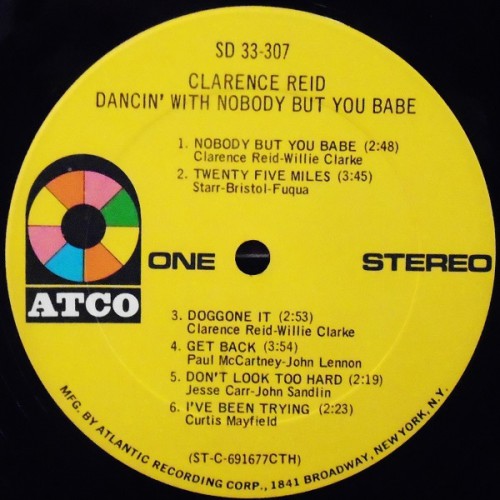 SD 33-307
CLARENCE REID
DANCIN' WITH NOBODY BUT YOU BABE
1. NOBODY BUT YOU BABE (2:48)
Clarence Reid-Willie Clarke
2. TWENTY FIVE MILES (3:45)
Starr-Bristol-Fuqua
ONE
STEREO
ATCO
3. DOGGONE IT (2:53)
Clarence Reid-Willie Clarke
4. GET BACK (3:54)
Paul McCartney-John Lennon
5. DON'T LOOK TOO HARD (2:19)
Jesse Carr-John Sandlin
6. I'VE BEEN TRYING (2:23)
Curtis Mayfield
(ST-C-691677CTH)
MFG. BY ATLANTIC RECORDING CORP., 1841 BROADWAY, NEW YORK, N.Y.